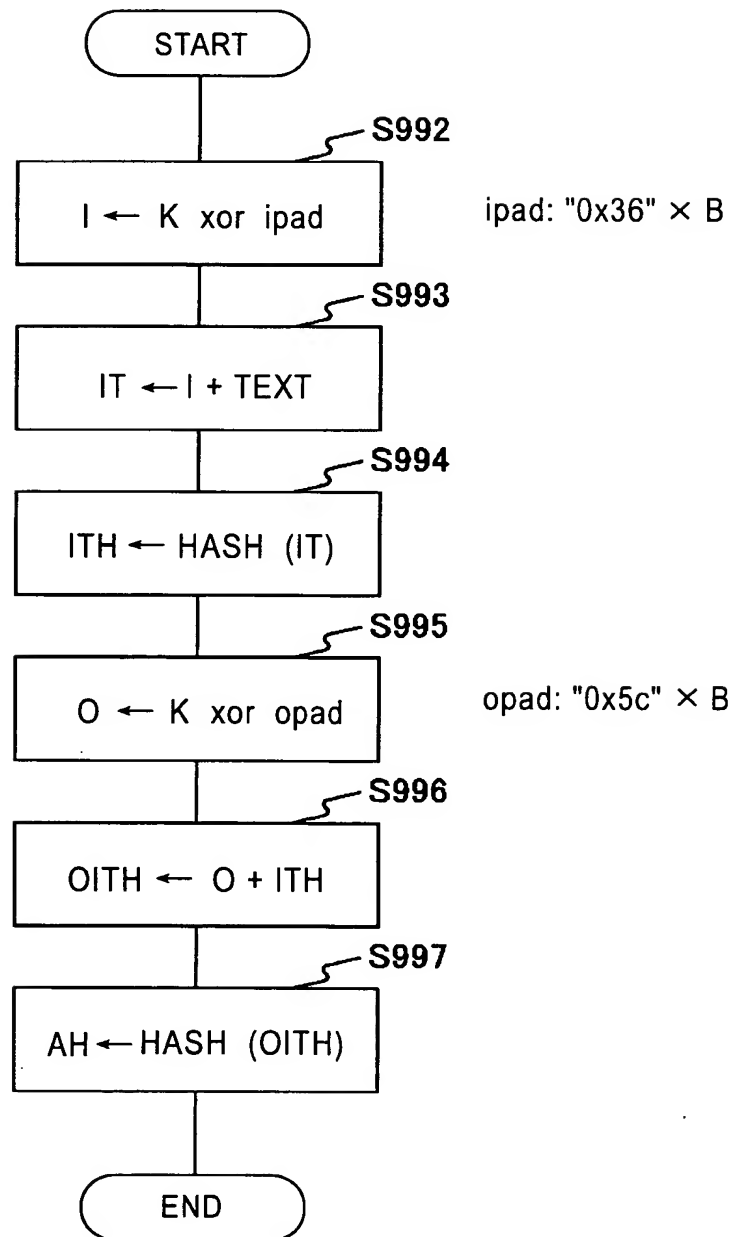 START
S992
I ← K xor ipad
ipad: "0x36" × B
S993
IT ← I + TEXT
S994
ITH ← HASH (IT)
S995
O ← K xor opad
opad: "0x5c" × B
S996
OITH ← O + ITH
S997
AH ← HASH (OITH)
END